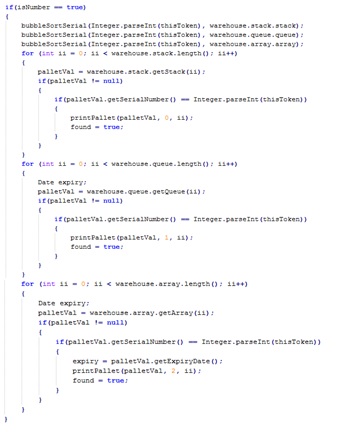 if(isNumber == true)
{
bubbleSortSerial(Integer.parseInt(thisToken), warehouse.stack.stack);
bubbleSortSerial(Integer.parseInt(thisToken), warehouse.queue.queue);
bubbleSortSerial(Integer.parseInt(thisToken), warehouse.array.array);
for (int ii = 0; ii < warehouse.stack.length(); ii++)
{
palletVal = warehouse.stack.getStack(ii);
if(palletVal != null)
{
if(palletVal.getSerialNumber() == Integer.parseInt(thisToken))
{
printPallet(palletVal, 0, ii);
found = true;
}
}
}
for (int ii = 0; ii < warehouse.queue.length(); ii++)
{
Date expiry;
palletVal = warehouse.queue.getQueue(ii);
if(palletVal != null)
{
if(palletVal.getSerialNumber() == Integer.parseInt(thisToken))
{
printPallet(palletVal, 1, ii);
found = true;
}
}
}
for (int ii = 0; ii < warehouse.array.length(); ii++)
{
Date expiry;
palletVal = warehouse.array.getArray(ii);
if(palletVal != null)
{
if(palletVal.getSerialNumber() == Integer.parseInt(thisToken))
{
expiry = palletVal.getExpiryDate();
printPallet(palletVal, 2, ii);
found = true;
}
}
}
}